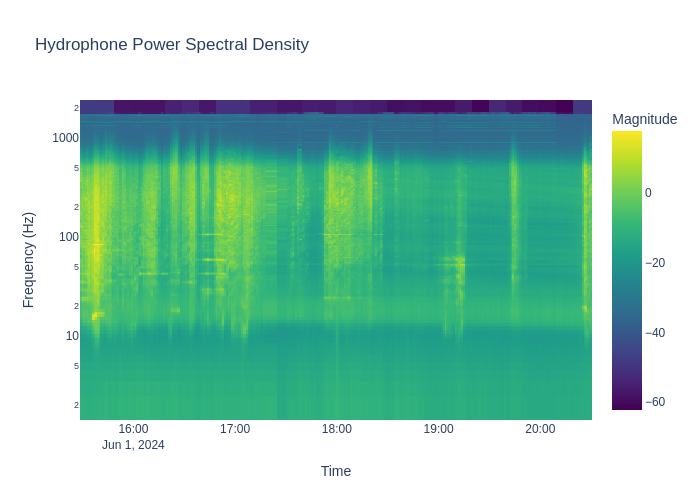 Hydrophone Power Spectral Density
Magnitude
2
1000
5
2
100
5
2
10
5
2
0
−20
−40
−60
Frequency (Hz)
16:00 17:00 18:00 19:00 20:00
Jun 1, 2024
Time